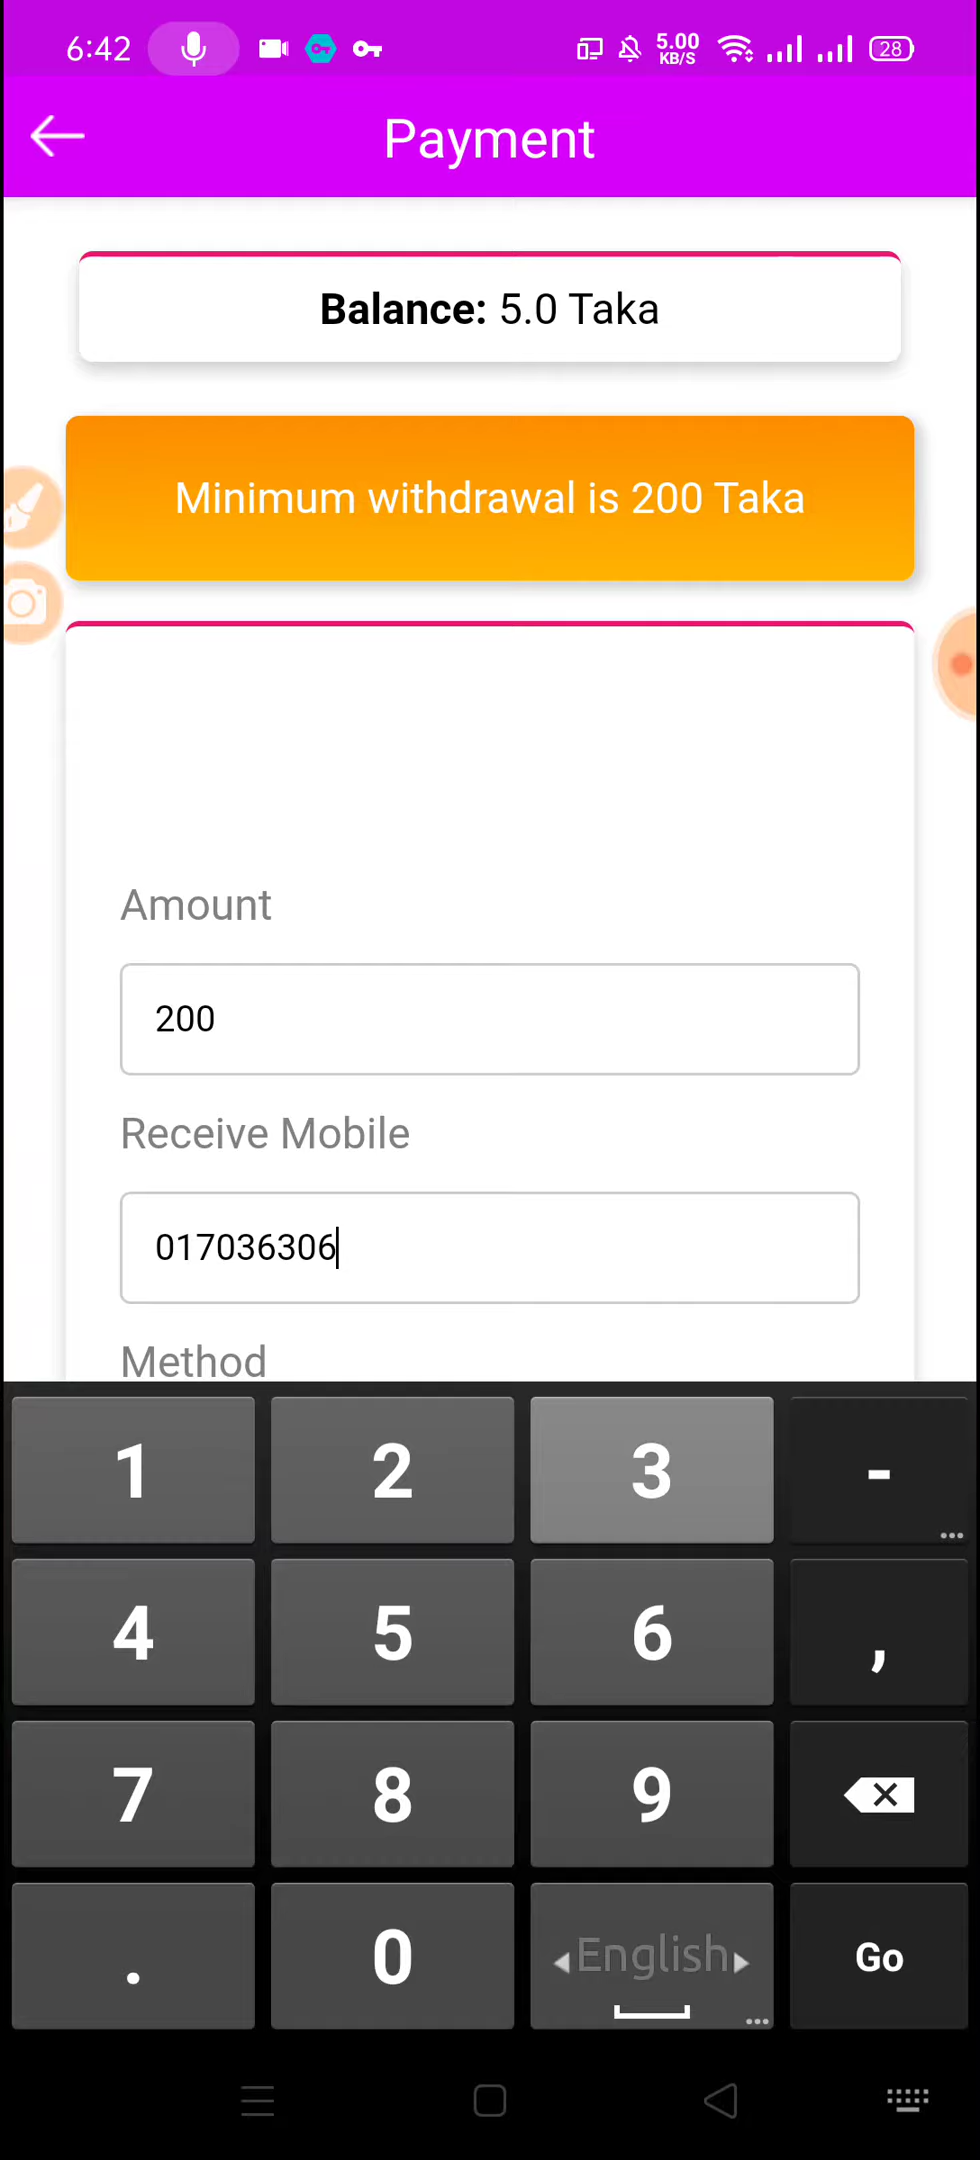 6:42 5.00 KB/S 28
Payment
Balance: 5.0 Taka
Minimum withdrawal is 200 Taka
Amount
200
Receive Mobile
017036306
Method
1 2 3 -
4 5 6 ,
7 8 9
. 0 English Go